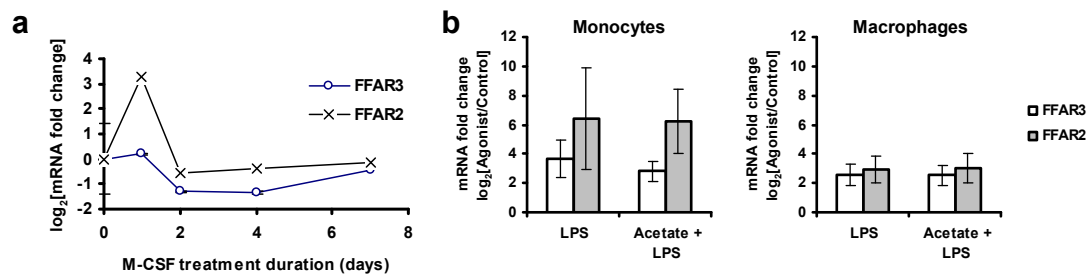 a
log2[mRNA fold change]
4
3
2
1
0
-1
-2
0 2 4 6 8
M-CSF treatment duration (days)
FFAR3
FFAR2
b
Monocytes
mRNA fold change
log2[Agonist/Control]
12
10
8
6
4
2
0
LPS Acetate +
LPS
Macrophages
mRNA fold change
log2[Agonist/Control]
12
10
8
6
4
2
0
LPS Acetate +
LPS
FFAR3
FFAR2